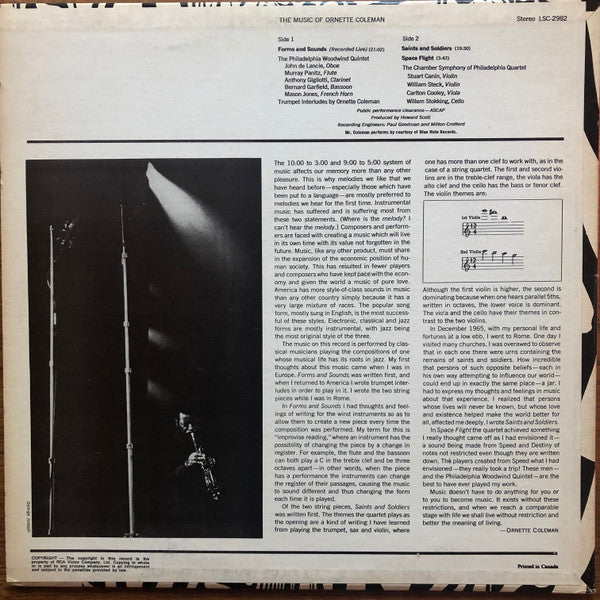 THE MUSIC OF ORNETTE COLEMAN
Stereo LSC-2982
Side 1
Forms and Sounds (Recorded Live) (21:02)
The Philadelphia Woodwind Quintet
John de Lancie, Oboe
Murray Panitz, Flute
Anthony Gigliotti, Clarinet
Bernard Garfield, Bassoon
Mason Jones, French Horn
Trumpet Interludes by Ornette Coleman
Side 2
Saints and Soldiers (19:30)
Space Flight (3:42)
The Chamber Symphony of Philadelphia Quartet
Stuart Canin, Violin
William Steck, Violin
Carlton Cooley, Viola
Willem Stokking, Cello
Public performance clearance—ASCAP
Produced by Howard Scott
Recording Engineers: Paul Goodman and Milton Crofford
Mr. Coleman performs by courtesy of Blue Note Records.
The 10:00 to 3:00 and 9:00 to 5:00 system of
music affects our memory more than any other
pleasure. This is why melodies we like that we
have heard before—especially those which have
been put to a language—are mostly preferred to
melodies we hear for the first time. Instrumental
music has suffered and is suffering most from
these two statements. (Where is the melody? I
can't hear the melody.) Composers and perform-
ers are faced with creating a music which will live
in its own time with its value not forgotten in the
future. Music, like any other product, must share
in the expansion of the economic position of hu-
man society. This has resulted in fewer players
and composers who have kept pace with the econ-
omy and given the world a music of pure love.
America has more style-of-class sounds in music
than any other country simply because it has a
very large mixture of races. The popular song
form, mostly sung in English, is the most success-
ful of these styles. Electronic, classical and jazz
forms are mostly instrumental, with jazz being
the most original style of the three.
The music on this record is performed by clas-
sical musicians playing the compositions of one
whose musical life has its roots in jazz. My first
thoughts about this music came when I was in
Europe. Forms and Sounds was written first, and
when I returned to America I wrote trumpet inter-
ludes in order to play in it. I wrote the two string
pieces while I was in Rome.
In Forms and Sounds I had thoughts and feel-
ings of writing for the wind instruments so as to
allow them to create a new piece every time the
composition was performed. My term for this is
"improvise reading," where an instrument has the
possibility of changing the piece by a change in
register. For example, the flute and the bassoon
can both play a C in the treble clef and be three
octaves apart—in other words, when the piece
has a performance the instruments can change
the register of their passages, causing the music
to sound different and thus changing the form
each time it is played.
Of the two string pieces, Saints and Soldiers
was written first. The themes the quartet plays as
the opening are a kind of writing I have learned
from playing the trumpet, sax and violin, where
one has more than one clef to work with, as in the
case of a string quartet. The first and second vio-
lins are in the treble-clef range, the viola has the
alto clef and the cello has the bass or tenor clef.
The violin themes are:
1st Violin
2nd Violin
Although the first violin is higher, the second is
dominating because when one hears parallel 5ths,
written in octaves, the lower voice is dominant.
The viola and the cello have their themes in con-
trast to the two violins.
In December 1965, with my personal life and
fortunes at a low ebb, I went to Rome. One day I
visited many churches. I was overawed to observe
that in each one there were urns containing the
remains of saints and soldiers. How incredible
that persons of such opposite beliefs—each in
his own way attempting to influence our world—
could end up in exactly the same place—a jar. I
had to express my thoughts and feelings in music
about that experience. I realized that persons
whose lives will never be known, but whose love
and existence helped make the world better for
all, affected me deeply. I wrote Saints and Soldiers.
In Space Flight the quartet achieved something
I really thought came off as I had envisioned it—
a sound being made from Speed and Destiny of
notes not restricted even though they are written
down. The players created from Speed what I had
envisioned—they really took a trip! These men—
and the Philadelphia Woodwind Quintet—are the
best to have ever played my work.
Music doesn't have to do anything for you or
to you to become music. It exists without these
restrictions, and when we reach a comparable
stage with life we shall live without restriction and
better the meaning of living.
—ORNETTE COLEMAN
COPYRIGHT — The copyright in this record is the
property of RCA Victor Company, Ltd. Copying in whole
or in part by any process whatsoever is an infringement
and subject to the penalties provided by law.
Printed in Canada